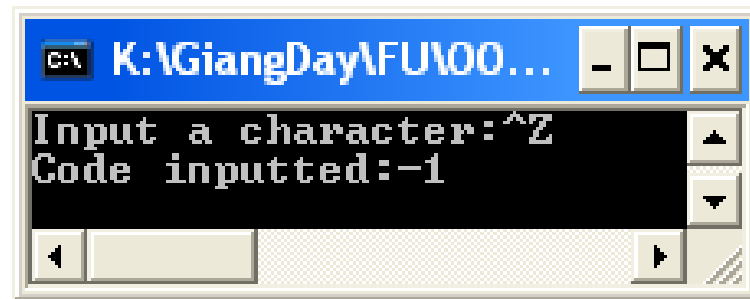 K:\GiangDay\FU\OO...
Input a character:^Z
Code inputted:-1